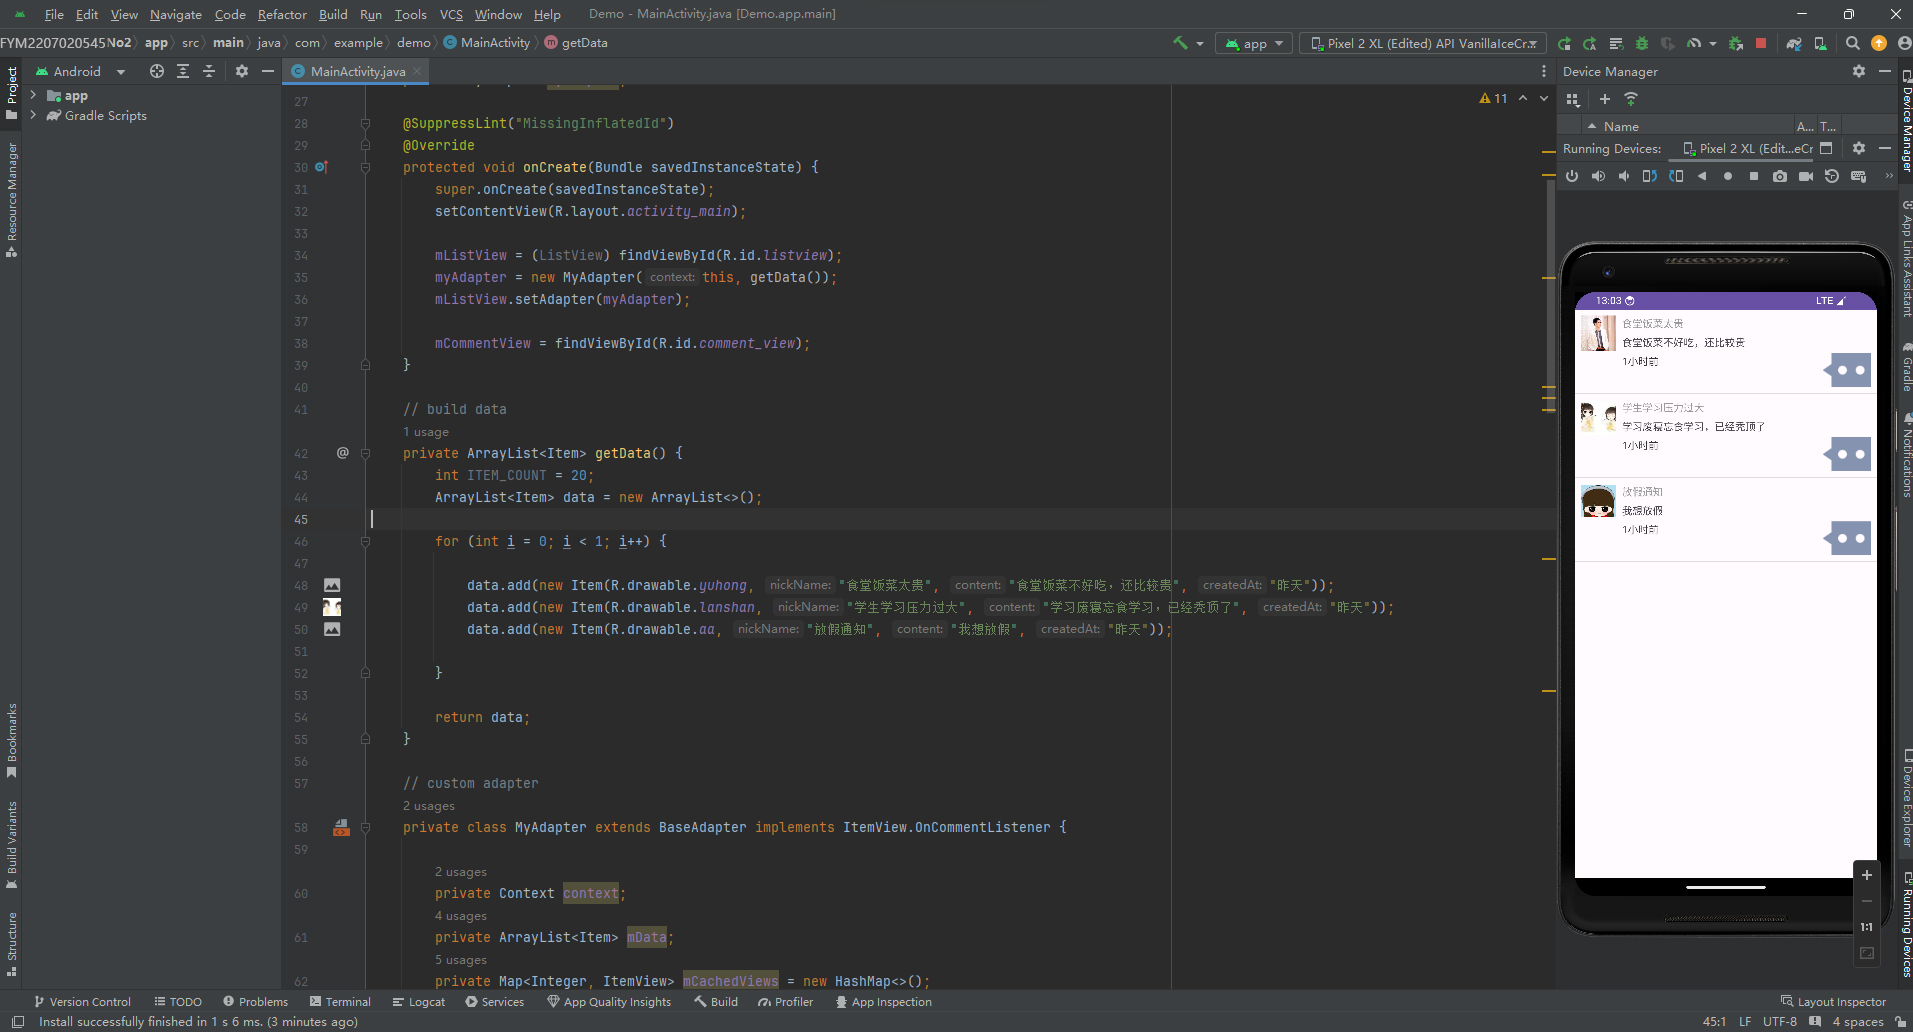 File Edit View Navigate Code Refactor Build Run Tools VCS Window Help Demo - MainActivity.java [Demo.app.main]
FYM2207020545No2 app src main java com example demo MainActivity getData
app Pixel 2 XL (Edited) API VanillaIceCr...
Android
MainActivity.java
Device Manager
app
Gradle Scripts
Project
Resource Manager
Bookmarks
Build Variants
Structure
11
27
28 @SuppressLint("MissingInflatedId")
29 @Override
30 protected void onCreate(Bundle savedInstanceState) {
31 super.onCreate(savedInstanceState);
32 setContentView(R.layout.activity_main);
33
34 mListView = (ListView) findViewById(R.id.listview);
35 myAdapter = new MyAdapter( context: this, getData());
36 mListView.setAdapter(myAdapter);
37
38 mCommentView = findViewById(R.id.comment_view);
39 }
40
41 // build data
1 usage
42 @ private ArrayList<Item> getData() {
43 int ITEM_COUNT = 20;
44 ArrayList<Item> data = new ArrayList<>();
45
46 for (int i = 0; i < 1; i++) {
47
48 data.add(new Item(R.drawable.yuhong, nickName: "食堂饭菜太贵", content: "食堂饭菜不好吃，还比较贵", createdAt: "昨天"));
49 data.add(new Item(R.drawable.lanshan, nickName: "学生学习压力过大", content: "学习废寝忘食学习，已经秃顶了", createdAt: "昨天"));
50 data.add(new Item(R.drawable.aa, nickName: "放假通知", content: "我想放假", createdAt: "昨天"));
51
52 }
53
54 return data;
55 }
56
57 // custom adapter
2 usages
58 private class MyAdapter extends BaseAdapter implements ItemView.OnCommentListener {
59
2 usages
60 private Context context;
4 usages
61 private ArrayList<Item> mData;
5 usages
62 private Map<Integer, ItemView> mCachedViews = new HashMap<>();
Name A... T...
Running Devices: Pixel 2 XL (Edit...eCr
13:03 LTE
食堂饭菜太贵
食堂饭菜不好吃，还比较贵
1小时前
学生学习压力过大
学习废寝忘食学习，已经秃顶了
1小时前
放假通知
我想放假
1小时前
1:1
Device Manager
App Links Assistant
Gradle
Notifications
Device Explorer
Running Devices
Version Control TODO Problems Terminal Logcat Services App Quality Insights Build Profiler App Inspection Layout Inspector
Install successfully finished in 1 s 6 ms. (3 minutes ago) 45:1 LF UTF-8 4 spaces